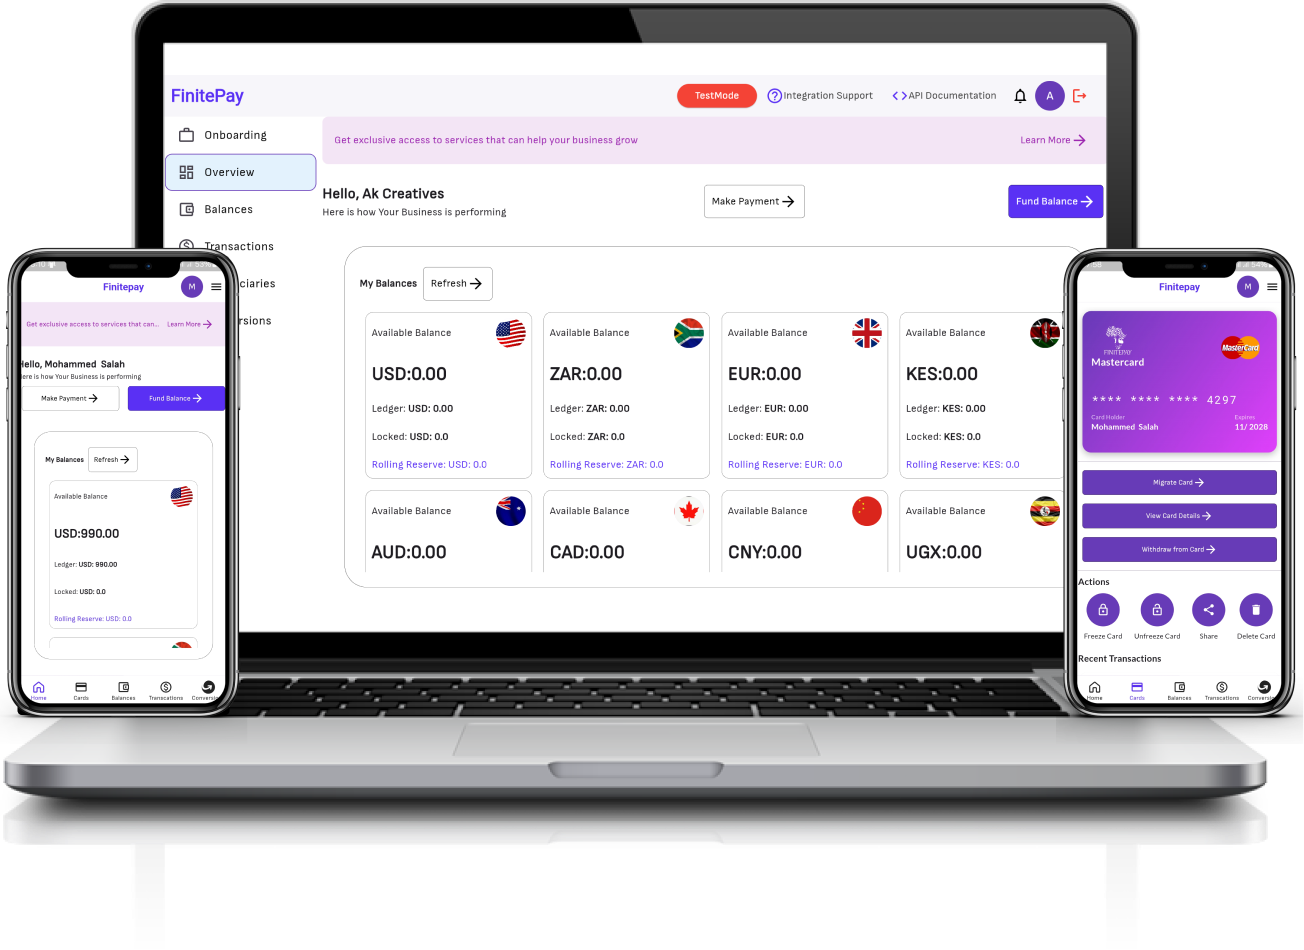 FinitePay
TestMode
Integration Support
API Documentation
A
Onboarding
Overview
Balances
Transactions
ciaries
rsions
Get exclusive access to services that can help your business grow
Learn More
Hello, Ak Creatives
Here is how Your Business is performing
Make Payment
Fund Balance
My Balances
Refresh
Available Balance
USD:0.00
Ledger: USD: 0.00
Locked: USD: 0.0
Rolling Reserve: USD: 0.0
Available Balance
ZAR:0.00
Ledger: ZAR: 0.00
Locked: ZAR: 0.0
Rolling Reserve: ZAR: 0.0
Available Balance
EUR:0.00
Ledger: EUR: 0.00
Locked: EUR: 0.0
Rolling Reserve: EUR: 0.0
Available Balance
KES:0.00
Ledger: KES: 0.00
Locked: KES: 0.0
Rolling Reserve: KES: 0.0
Available Balance
AUD:0.00
Available Balance
CAD:0.00
Available Balance
CNY:0.00
Available Balance
UGX:0.00
Finitepay
M
Get exclusive access to services that can...
Learn More
Hello, Mohammed Salah
ere is how Your Business is performing
Make Payment
Fund Balance
My Balances
Refresh
Available Balance
USD:990.00
Ledger: USD: 990.00
Locked: USD: 0.0
Rolling Reserve: USD: 0.0
Home
Cards
Balances
Transcations
Conversio
Finitepay
M
FINITEPAY
Mastercard
MasterCard
**** **** **** 4297
Card Holder
Mohammed Salah
Expires
11/ 2028
Migrate Card
View Card Details
Withdraw from Card
Actions
Freeze Card
Unfreeze Card
Share
Delete Card
Recent Transactions
Home
Cards
Balances
Transcations
Conversio